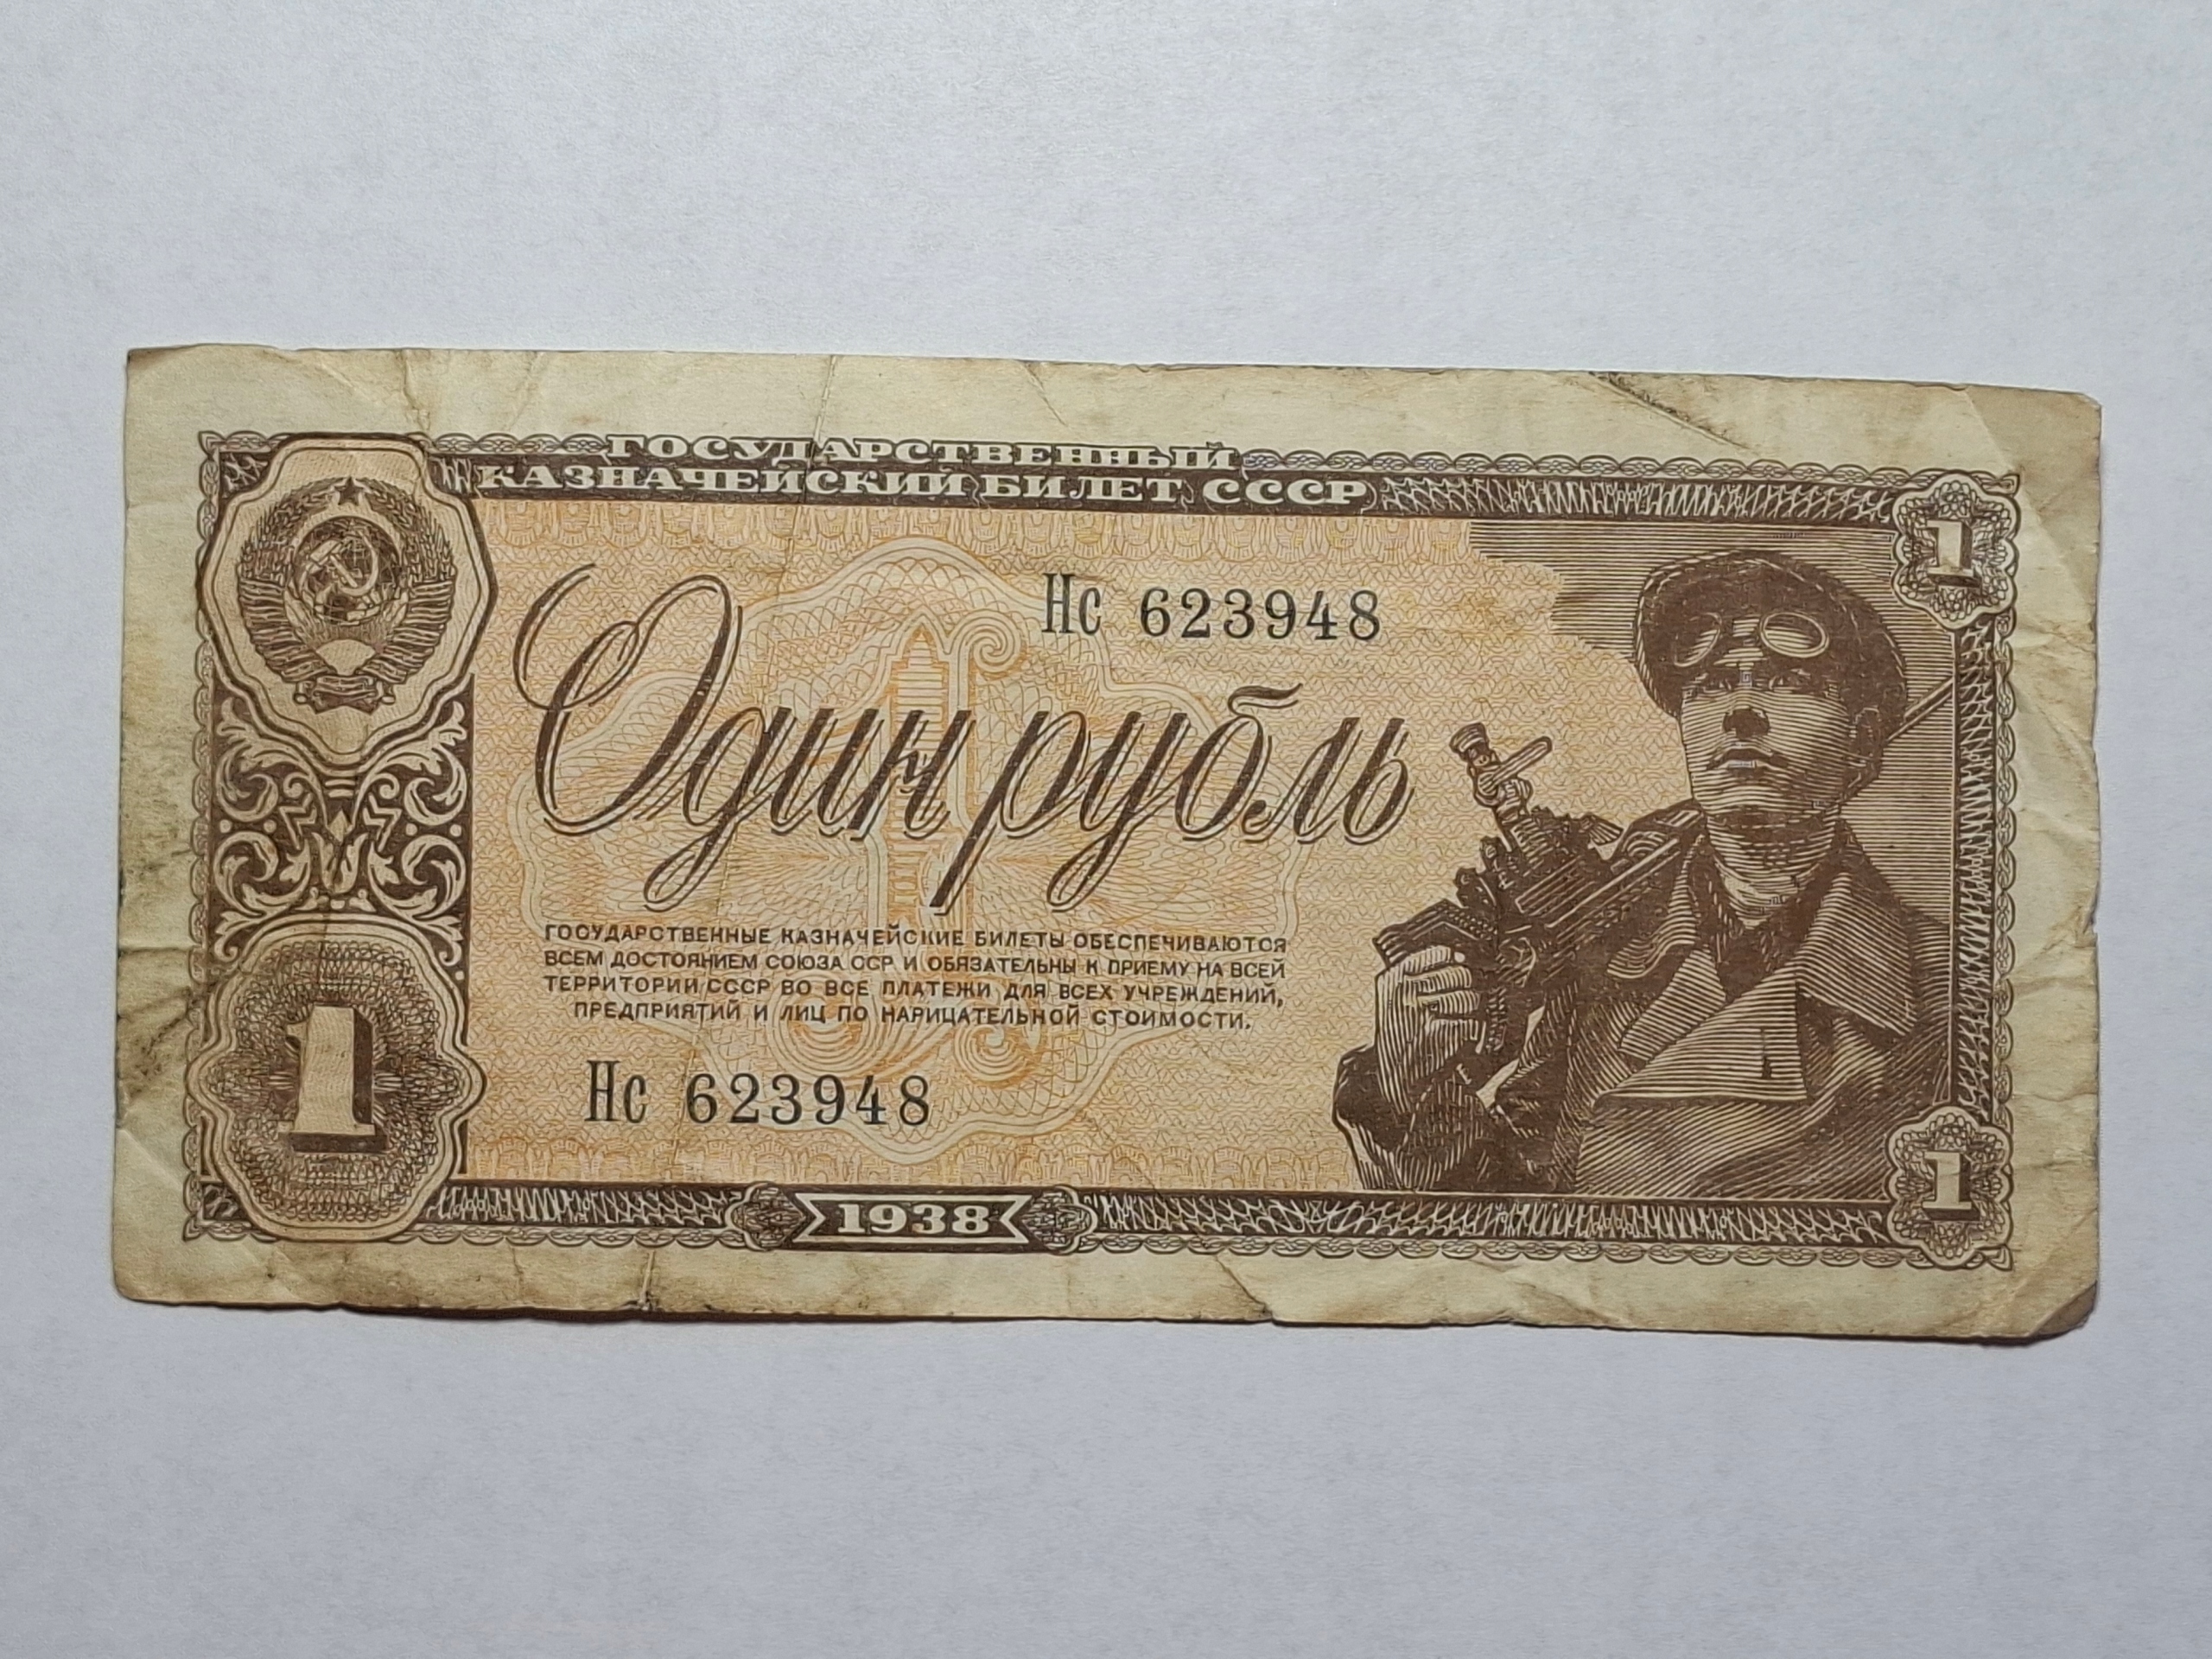 ГОСУДАРСТВЕННЫЙ
КАЗНАЧЕЙСКИЙ БИЛЕТ СССР
1
Нс 623948
Один рубль
ГОСУДАРСТВЕННЫЕ КАЗНАЧЕЙСКИЕ БИЛЕТЫ ОБЕСПЕЧИВАЮТСЯ
ВСЕМ ДОСТОЯНИЕМ СОЮЗА ССР И ОБЯЗАТЕЛЬНЫ К ПРИЕМУ НА ВСЕЙ
ТЕРРИТОРИИ СССР ВО ВСЕ ПЛАТЕЖИ ДЛЯ ВСЕХ УЧРЕЖДЕНИЙ,
ПРЕДПРИЯТИЙ И ЛИЦ ПО НАРИЦАТЕЛЬНОЙ СТОИМОСТИ.
1
Нс 623948
1
1938